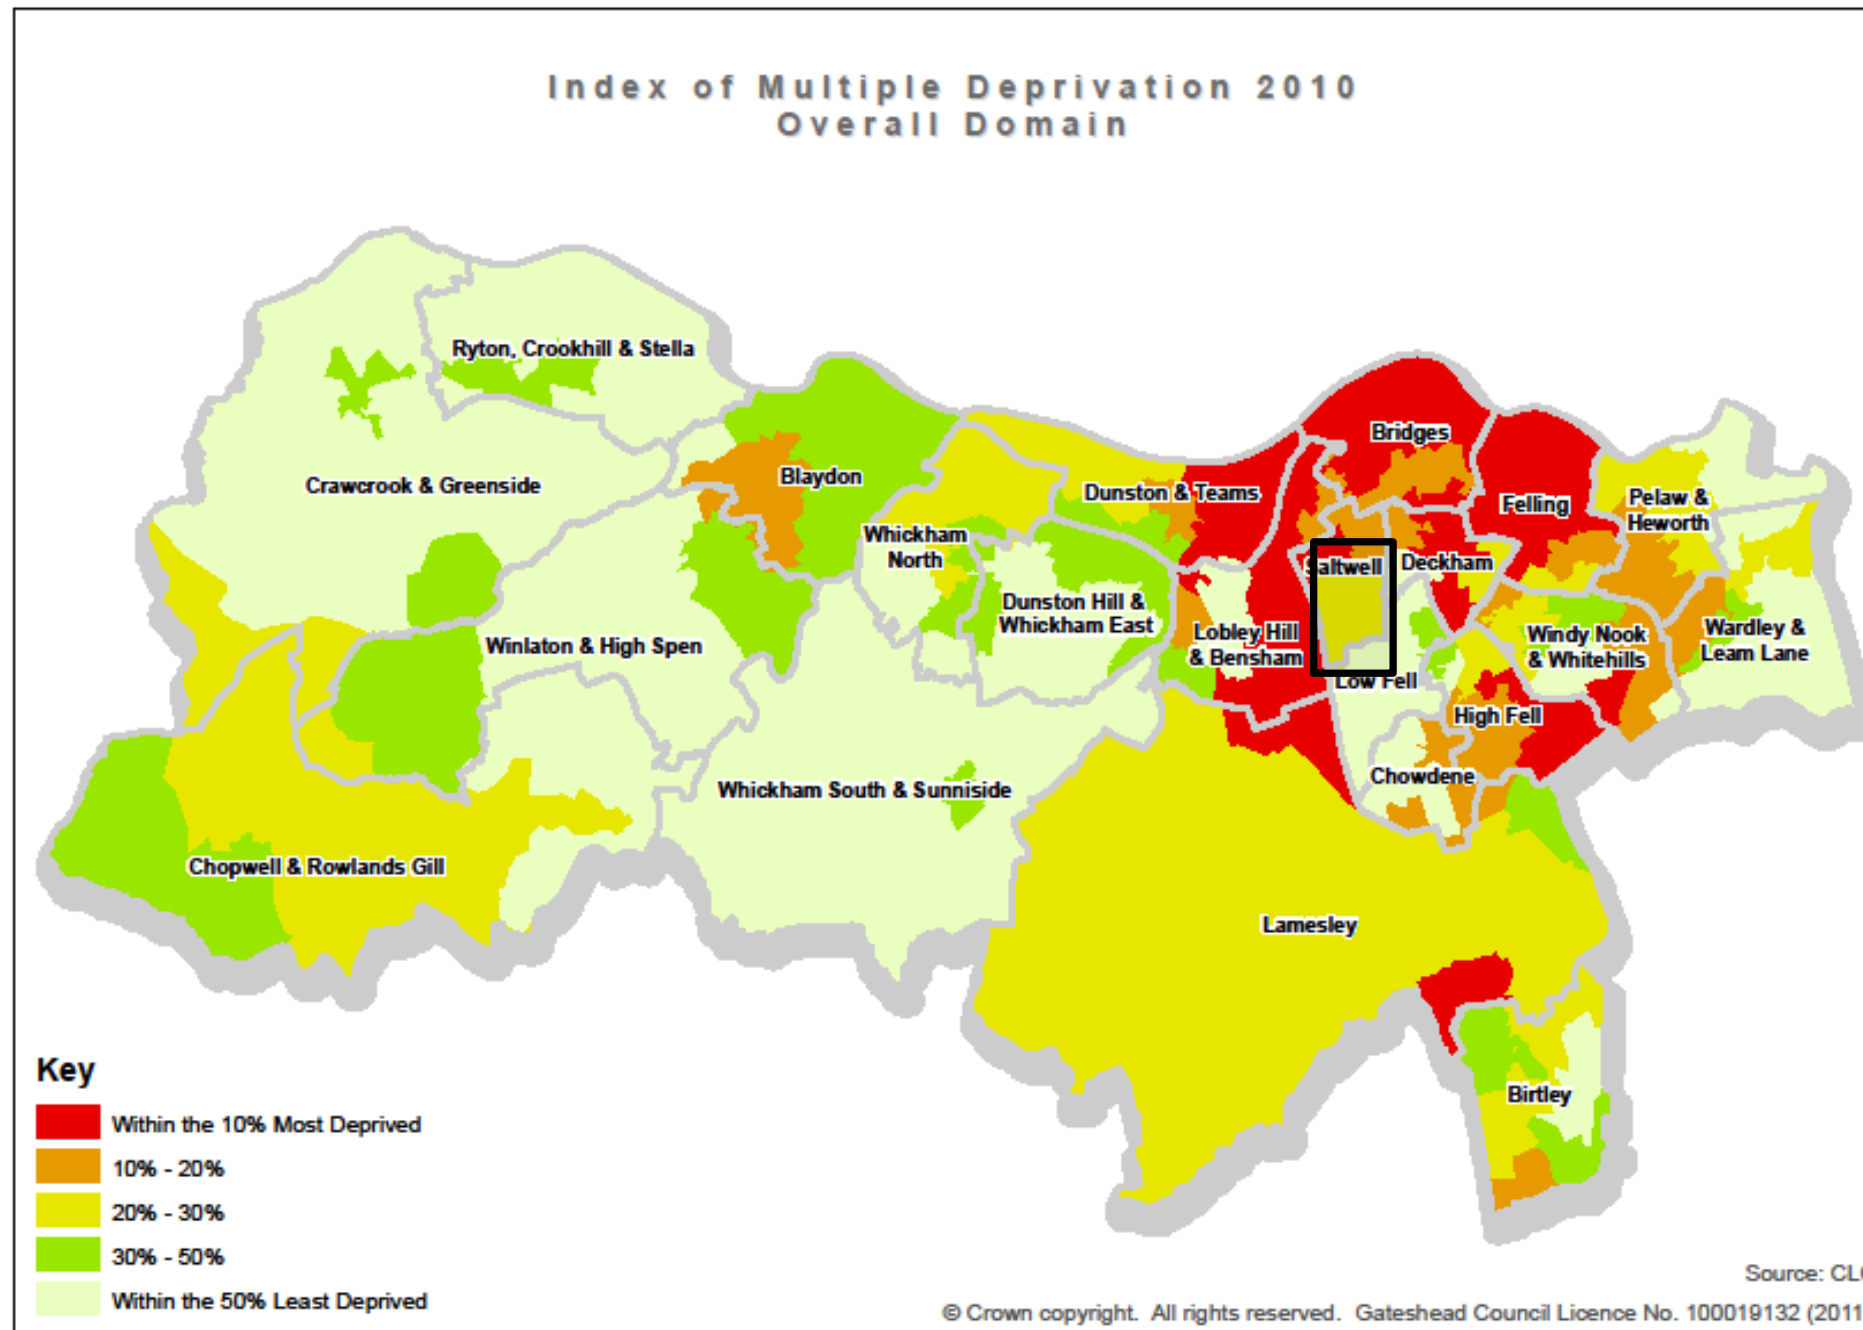 Index of Multiple Deprivation 2010
Overall Domain
Ryton, Crookhill & Stella
Bridges
Crawcrook & Greenside
Blaydon
Dunston & Teams
Felling
Pelaw &
Heworth
Whickham
North
Saltwell
Deckham
Dunston Hill &
Whickham East
Lobley Hill
& Bensham
Windy Nook
& Whitehills
Wardley &
Leam Lane
Winlaton & High Spen
Low Fell
High Fell
Chowdene
Whickham South & Sunniside
Chopwell & Rowlands Gill
Lamesley
Birtley
Key
Within the 10% Most Deprived
10% - 20%
20% - 30%
30% - 50%
Within the 50% Least Deprived
Source:
© Crown copyright. All rights reserved. Gateshead Council Licence No. 100019132 (2011